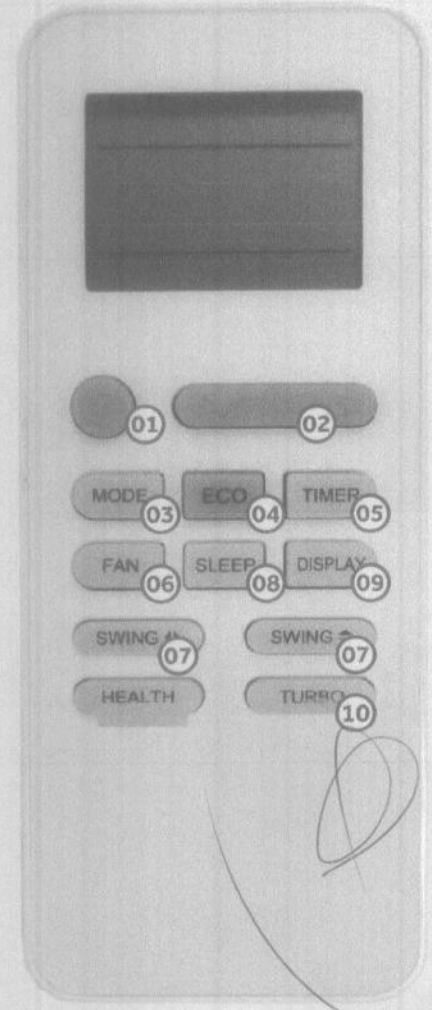 01 02
MODE 03 ECO 04 TIMER 05
FAN 06 SLEEP 08 DISPLAY 09
SWING 07 SWING 07
HEALTH TURBO 10